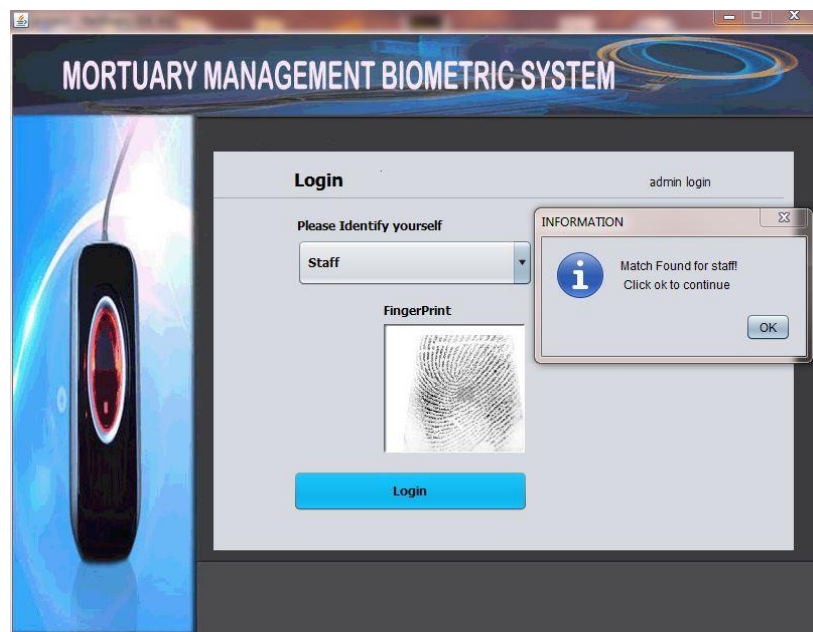 MORTUARY MANAGEMENT BIOMETRIC SYSTEM
Login
admin login
Please Identify yourself
Staff
FingerPrint
Login
INFORMATION
Match Found for staff!
Click ok to continue
OK